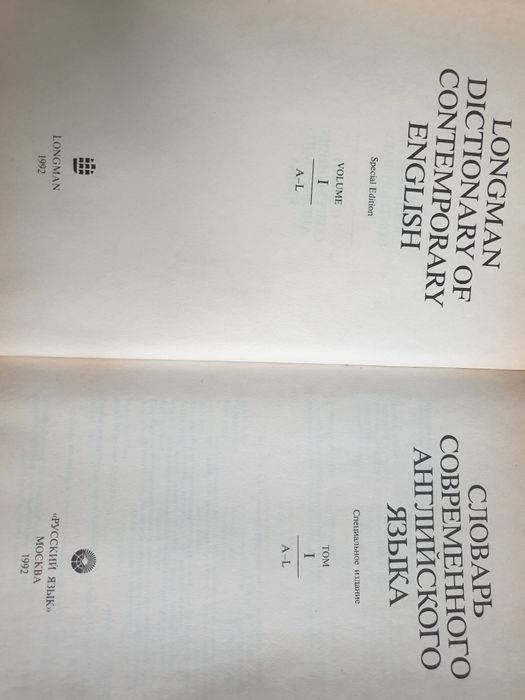 LONGMAN
DICTIONARY OF
CONTEMPORARY
ENGLISH
Special Edition
VOLUME
I
A–L
LONGMAN
1992
СЛОВАРЬ
СОВРЕМЕННОГО
АНГЛИЙСКОГО
ЯЗЫКА
Специальное издание
ТОМ
I
A–L
«РУССКИЙ ЯЗЫК»
МОСКВА
1992